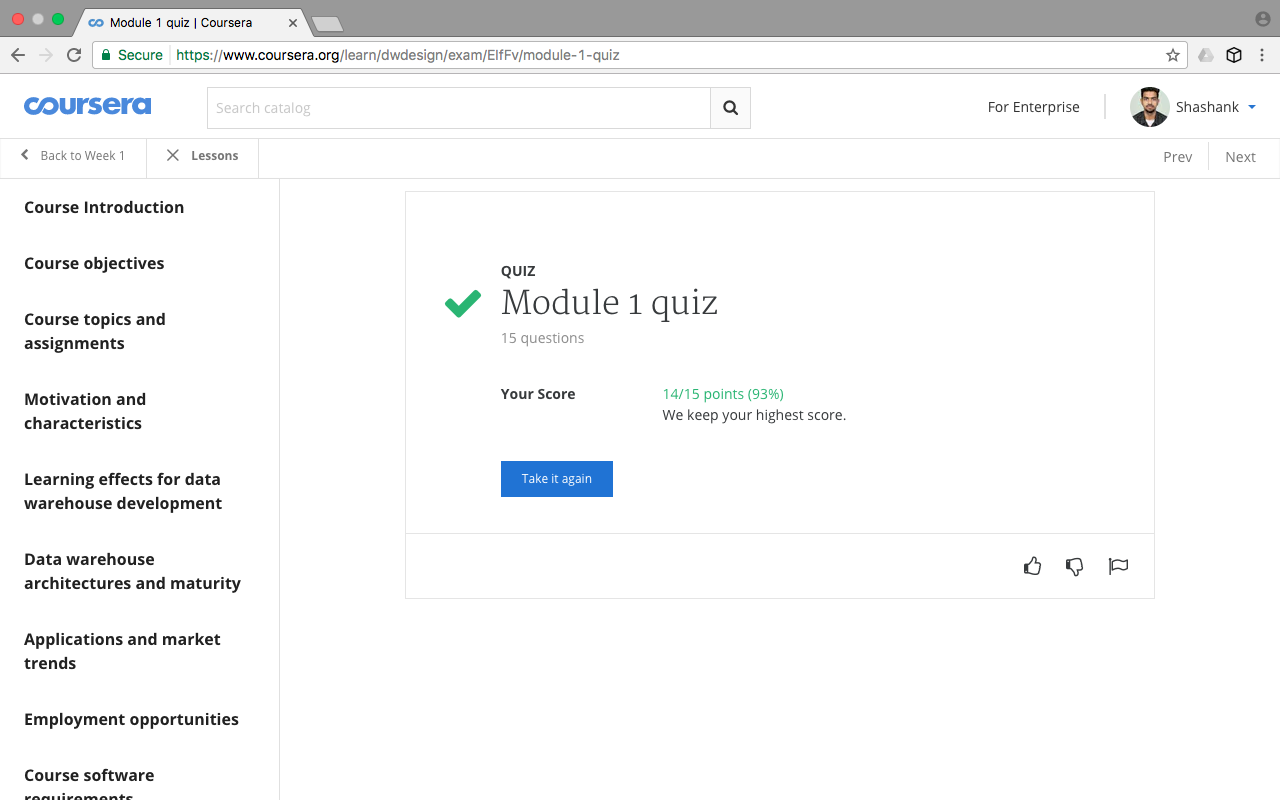 Module 1 quiz | Coursera
Secure
https://www.coursera.org/learn/dwdesign/exam/ElfFv/module-1-quiz
coursera
Search catalog
For Enterprise
Shashank
Back to Week 1
Lessons
Prev
Next
Course Introduction
Course objectives
Course topics and
assignments
Motivation and
characteristics
Learning effects for data
warehouse development
Data warehouse
architectures and maturity
Applications and market
trends
Employment opportunities
Course software
requirements
QUIZ
Module 1 quiz
15 questions
Your Score
14/15 points (93%)
We keep your highest score.
Take it again